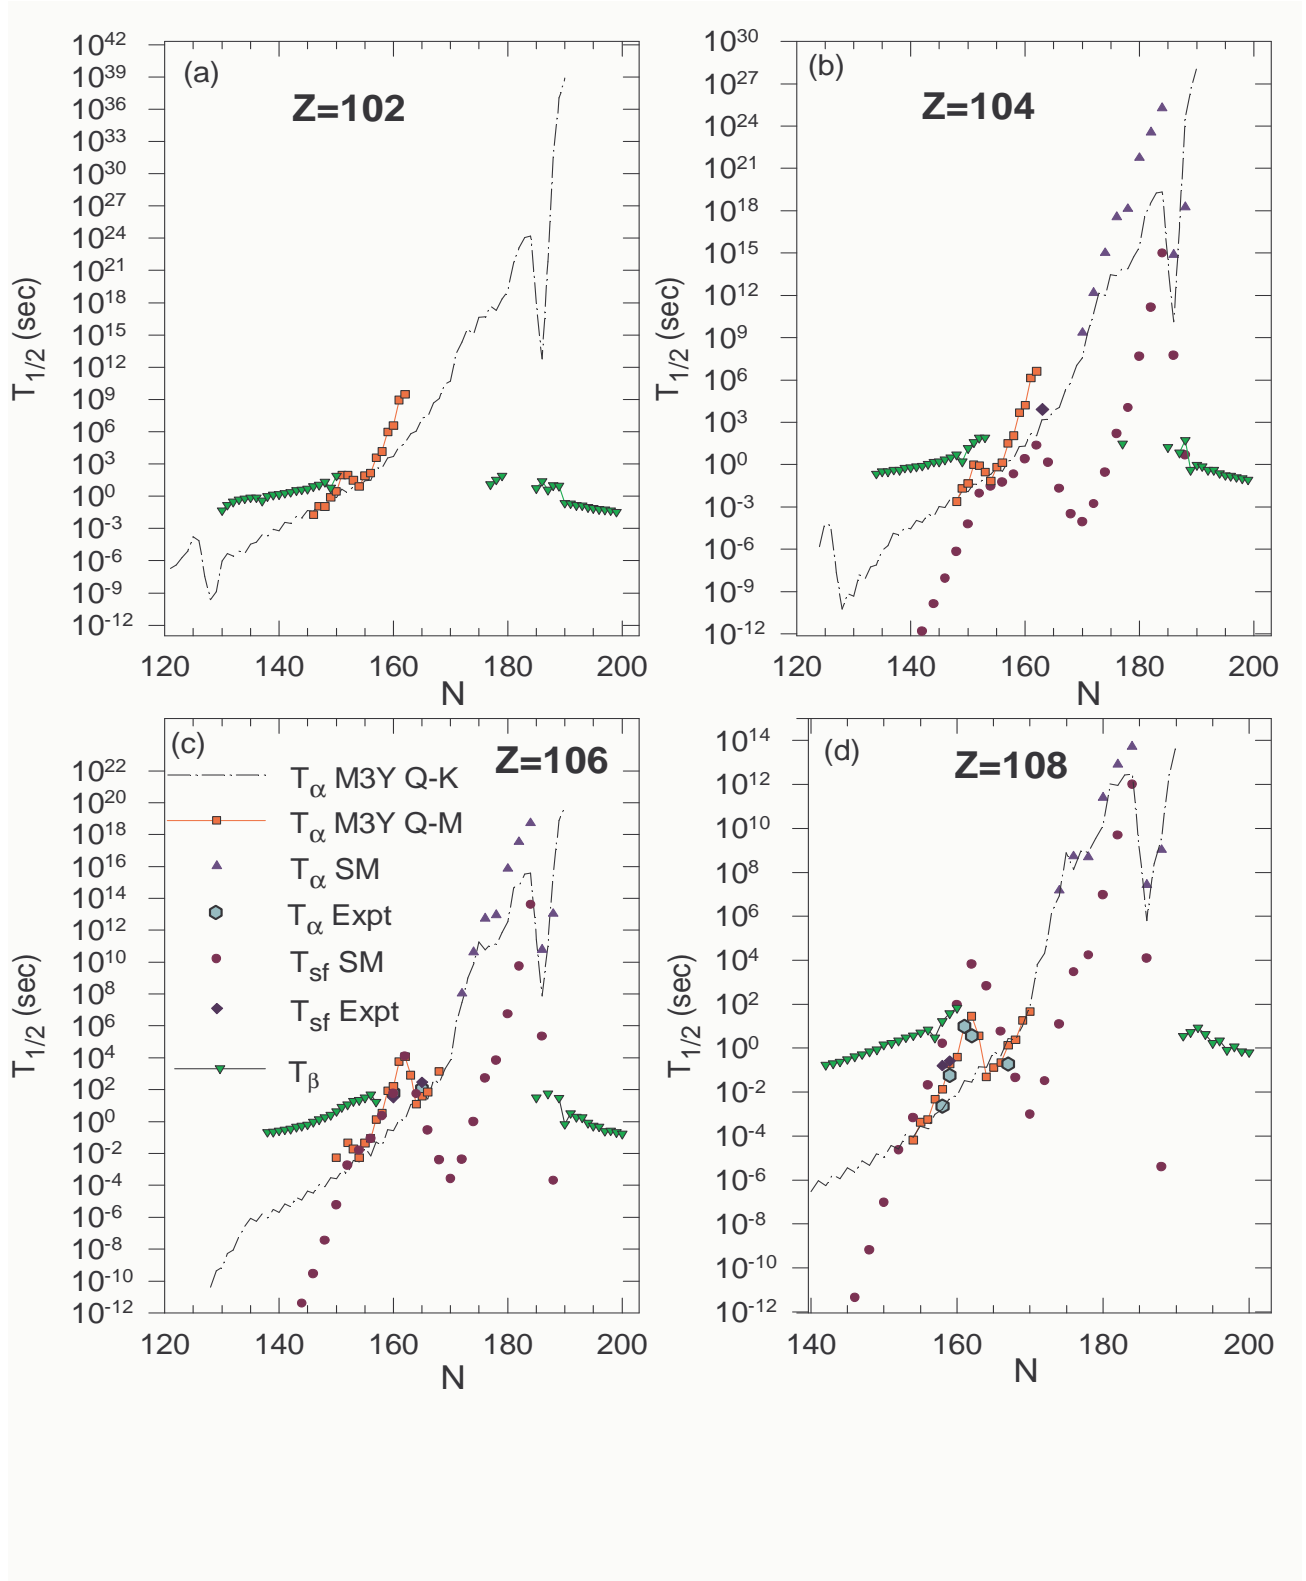 (a)
Z=102
T1/2 (sec)
10^42
10^39
10^36
10^33
10^30
10^27
10^24
10^21
10^18
10^15
10^12
10^9
10^6
10^3
10^0
10^-3
10^-6
10^-9
10^-12
120 140 160 180 200
N
(b)
Z=104
T1/2 (sec)
10^30
10^27
10^24
10^21
10^18
10^15
10^12
10^9
10^6
10^3
10^0
10^-3
10^-6
10^-9
10^-12
120 140 160 180 200
N
(c)
Z=106
T1/2 (sec)
10^22
10^20
10^18
10^16
10^14
10^12
10^10
10^8
10^6
10^4
10^2
10^0
10^-2
10^-4
10^-6
10^-8
10^-10
10^-12
Tα M3Y Q-K
Tα M3Y Q-M
Tα SM
Tα Expt
Tsf SM
Tsf Expt
Tβ
120 140 160 180 200
N
(d)
Z=108
T1/2 (sec)
10^14
10^12
10^10
10^8
10^6
10^4
10^2
10^0
10^-2
10^-4
10^-6
10^-8
10^-10
10^-12
140 160 180 200
N